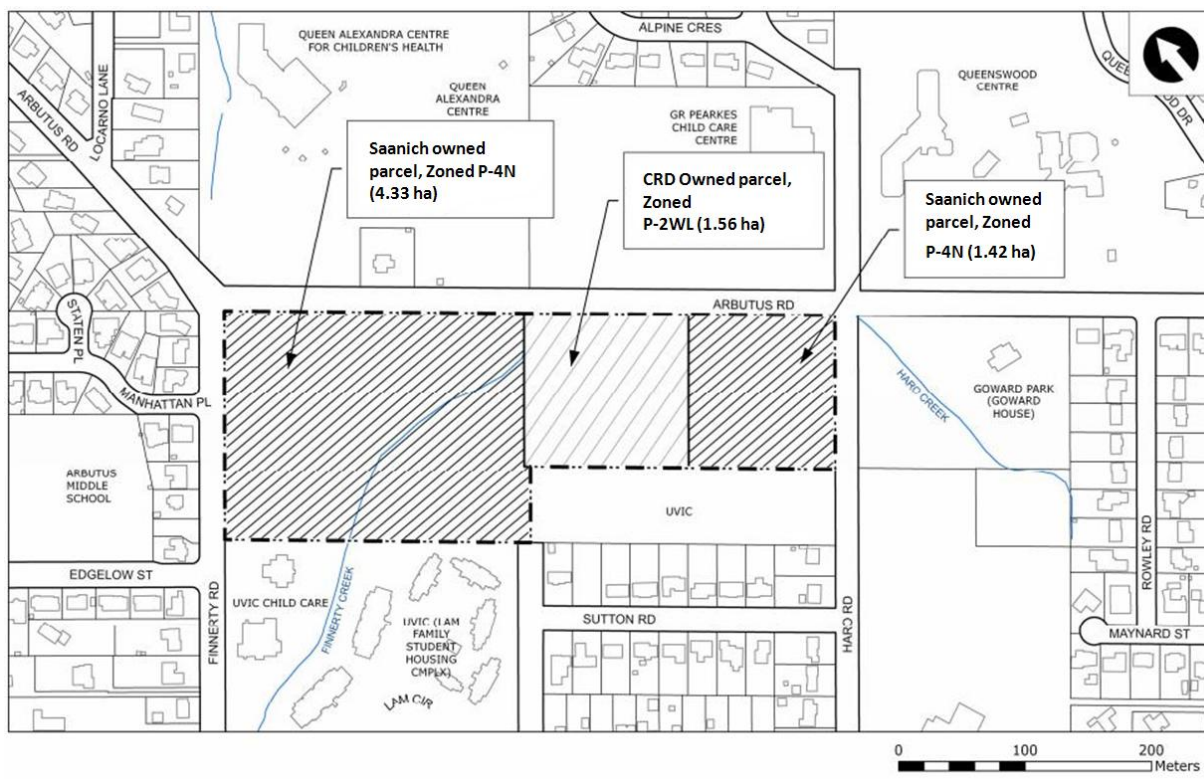 ALPINE CRES
QUEEN ALEXANDRA CENTRE
FOR CHILDREN'S HEALTH
QUEENSWOOD
CENTRE
LOCARNO LANE
ARBUTUS RD
QUEEN
ALEXANDRA
CENTRE
GR PEARKES
CHILD CARE
CENTRE
Saanich owned
parcel, Zoned P-4N
(4.33 ha)
CRD Owned parcel,
Zoned
P-2WL (1.56 ha)
Saanich owned
parcel, Zoned
P-4N (1.42 ha)
ARBUTUS RD
STATEN PL
MANHATTAN PL
HARO CREEK
GOWARD PARK
(GOWARD
HOUSE)
ARBUTUS
MIDDLE
SCHOOL
UVIC
ROWLEY RD
EDGELOW ST
FINNERTY RD
UVIC CHILD CARE
FINNERTY CREEK
UVIC (LAM
FAMILY
STUDENT
HOUSING
CMPLX)
LAM CIR
SUTTON RD
HARO RD
MAYNARD ST
0 100 200
Meters